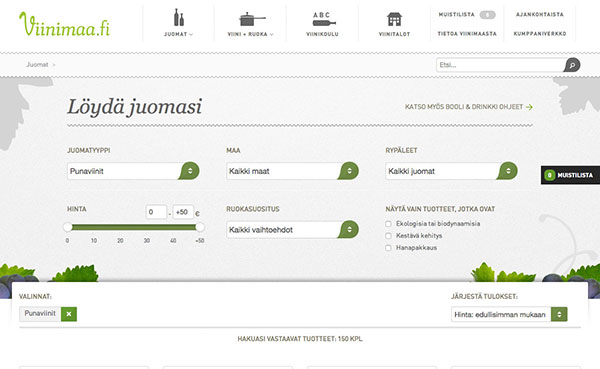 Viinimaa.fi
JUOMAT
VIINI + RUOKA
ABC
VIINIKOULU
VIINITALOT
MUISTILISTA 0
TIETOA VIINIMAASTA
AJANKOHTAISTA
KUMPPANIVERKKO
Juomat >
Etsi...
Löydä juomasi
KATSO MYÖS BOOLI & DRINKKI OHJEET →
JUOMATYYPPI
Punaviinit
MAA
Kaikki maat
RYPÄLEET
Kaikki juomat
0 MUISTILISTA
HINTA
0 - +50 €
0 10 20 30 40 +50
RUOKASUOSITUS
Kaikki vaihtoehdot
NÄYTÄ VAIN TUOTTEET, JOTKA OVAT
Ekologisia tai biodynaamisia
Kestävä kehitys
Hanapakkaus
VALINNAT:
Punaviinit ×
JÄRJESTÄ TULOKSET:
Hinta: edullisimman mukaan
HAKUASI VASTAAVAT TUOTTEET: 150 KPL